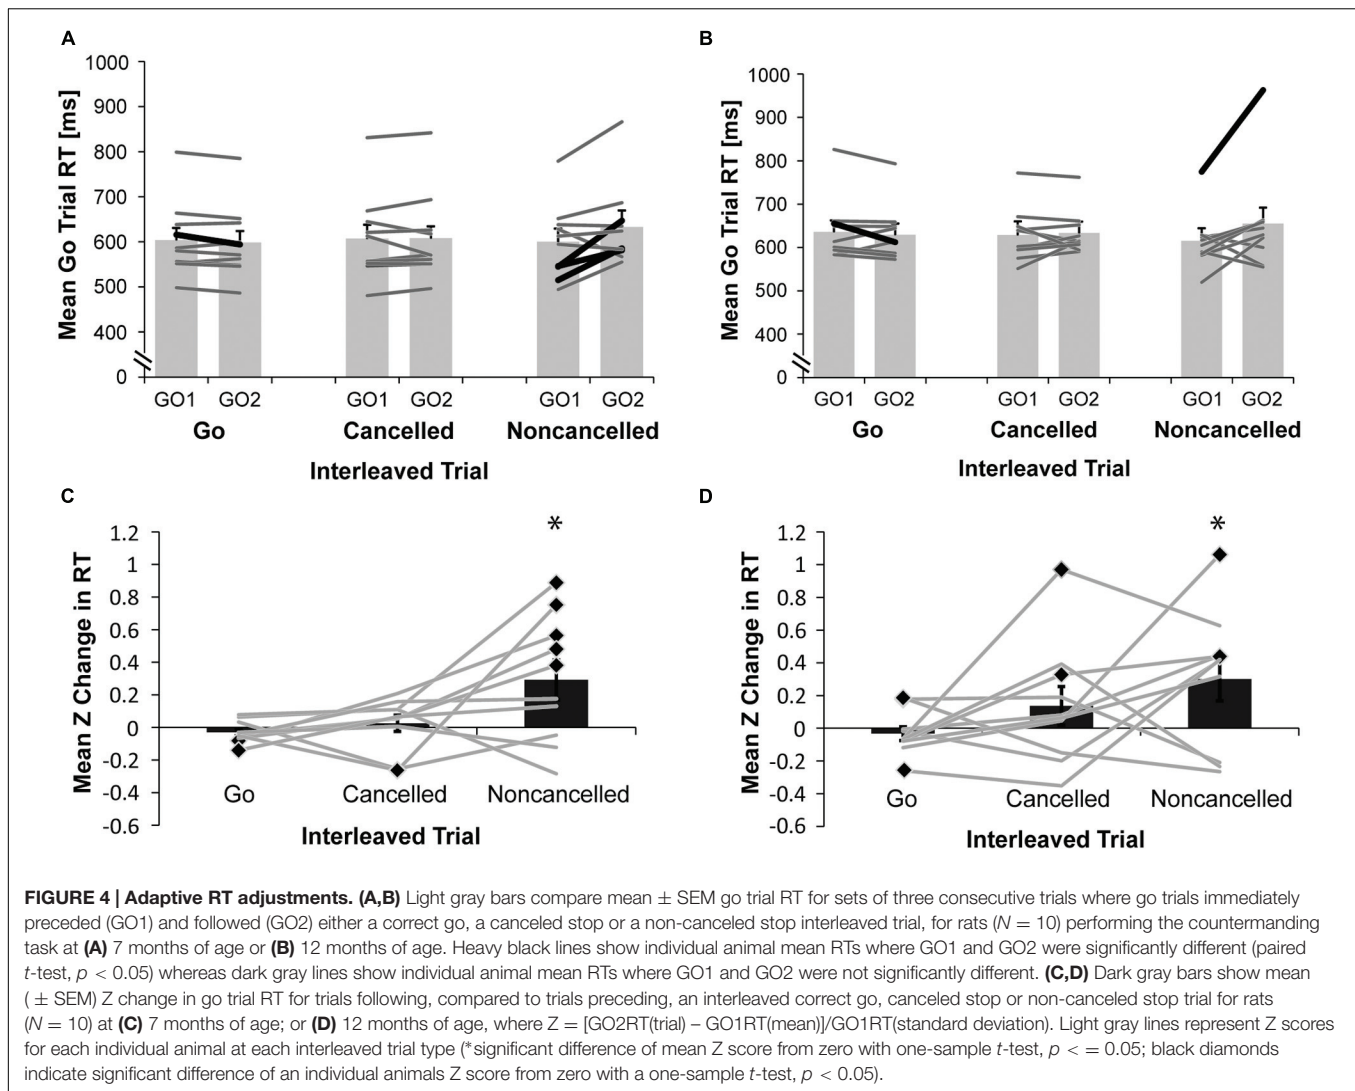 A
Mean Go Trial RT [ms]
1000
900
800
700
600
500
400
0
GO1 GO2 GO1 GO2 GO1 GO2
Go Cancelled Noncancelled
Interleaved Trial
B
Mean Go Trial RT [ms]
1000
900
800
700
600
500
400
0
GO1 GO2 GO1 GO2 GO1 GO2
Go Cancelled Noncancelled
Interleaved Trial
C
Mean Z Change in RT
1.2
1
0.8
0.6
0.4
0.2
0
-0.2
-0.4
-0.6
*
Go Cancelled Noncancelled
Interleaved Trial
D
Mean Z Change in RT
1.2
1
0.8
0.6
0.4
0.2
0
-0.2
-0.4
-0.6
*
Go Cancelled Noncancelled
Interleaved Trial
FIGURE 4 | Adaptive RT adjustments. (A,B) Light gray bars compare mean ± SEM go trial RT for sets of three consecutive trials where go trials immediately
preceded (GO1) and followed (GO2) either a correct go, a canceled stop or a non-canceled stop interleaved trial, for rats (N = 10) performing the countermanding
task at (A) 7 months of age or (B) 12 months of age. Heavy black lines show individual animal mean RTs where GO1 and GO2 were significantly different (paired
t-test, p < 0.05) whereas dark gray lines show individual animal mean RTs where GO1 and GO2 were not significantly different. (C,D) Dark gray bars show mean
( ± SEM) Z change in go trial RT for trials following, compared to trials preceding, an interleaved correct go, canceled stop or non-canceled stop trial for rats
(N = 10) at (C) 7 months of age; or (D) 12 months of age, where Z = [GO2RT(trial) – GO1RT(mean)]/GO1RT(standard deviation). Light gray lines represent Z scores
for each individual animal at each interleaved trial type (*significant difference of mean Z score from zero with one-sample t-test, p < = 0.05; black diamonds
indicate significant difference of an individual animals Z score from zero with a one-sample t-test, p < 0.05).